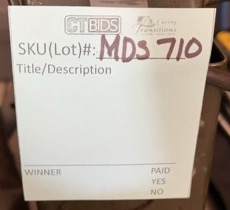 CTBIDS Caring Transitions
SKU(Lot)#: MDS 710
Title/Description
WINNER PAID
YES
NO